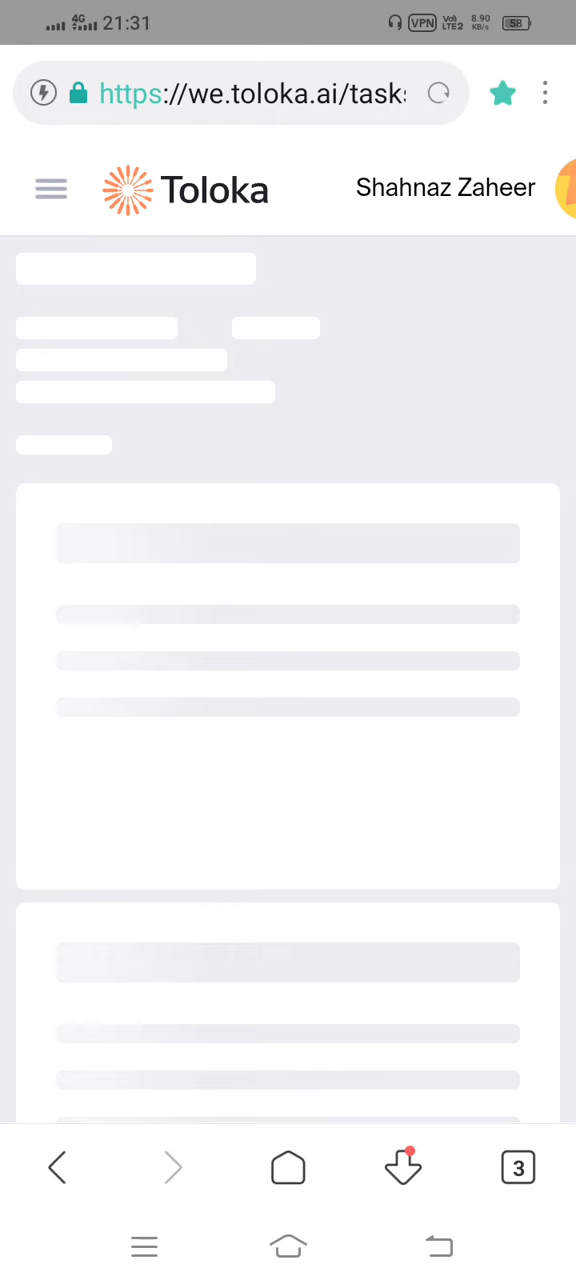 4G 21:31 VPN Vo) LTE2 8.90 KB/s 58
https://we.toloka.ai/task
Toloka Shahnaz Zaheer
3